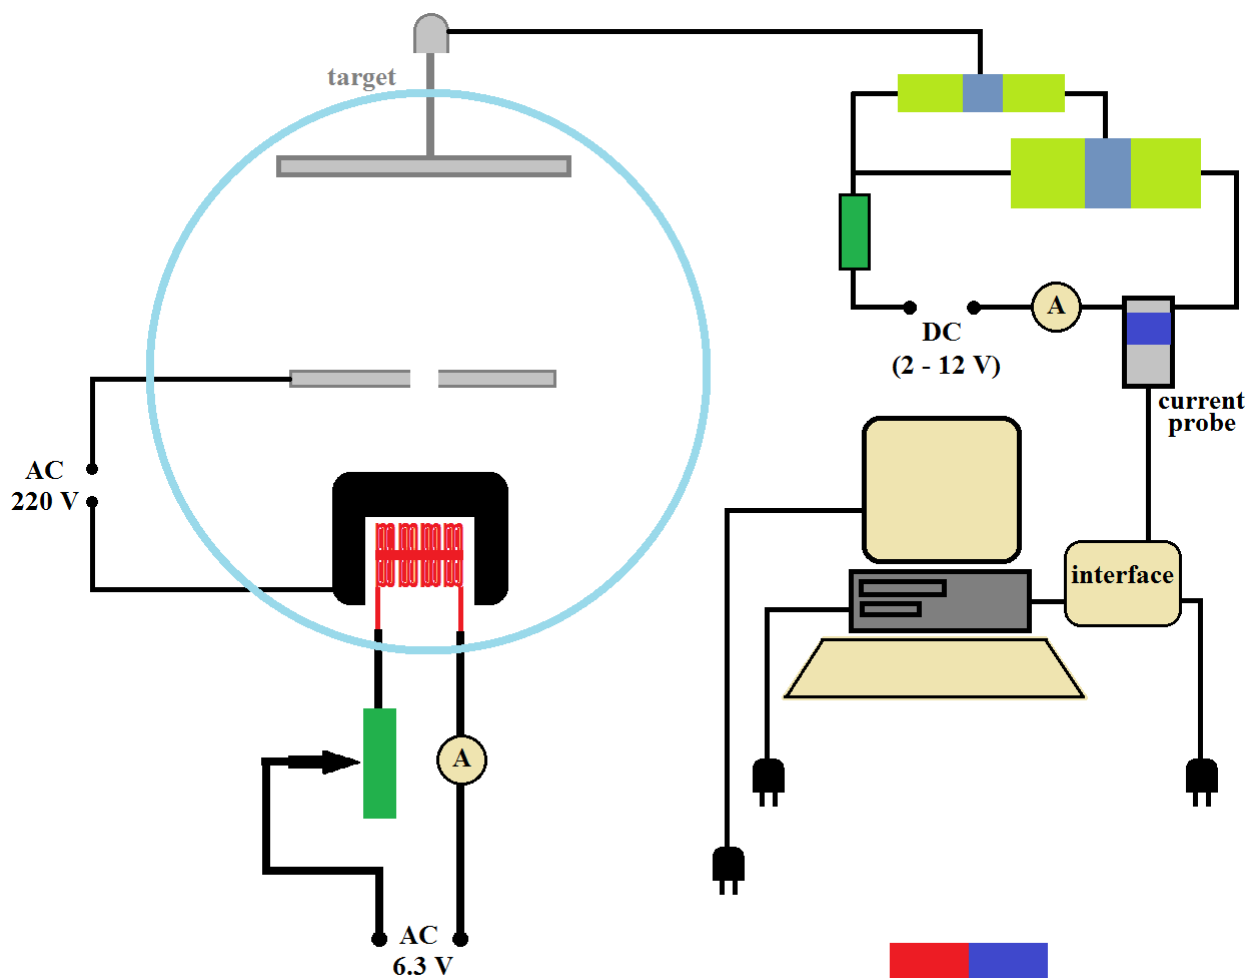 target
A
DC
(2 - 12 V)
current
probe
AC
220 V
interface
A
AC
6.3 V